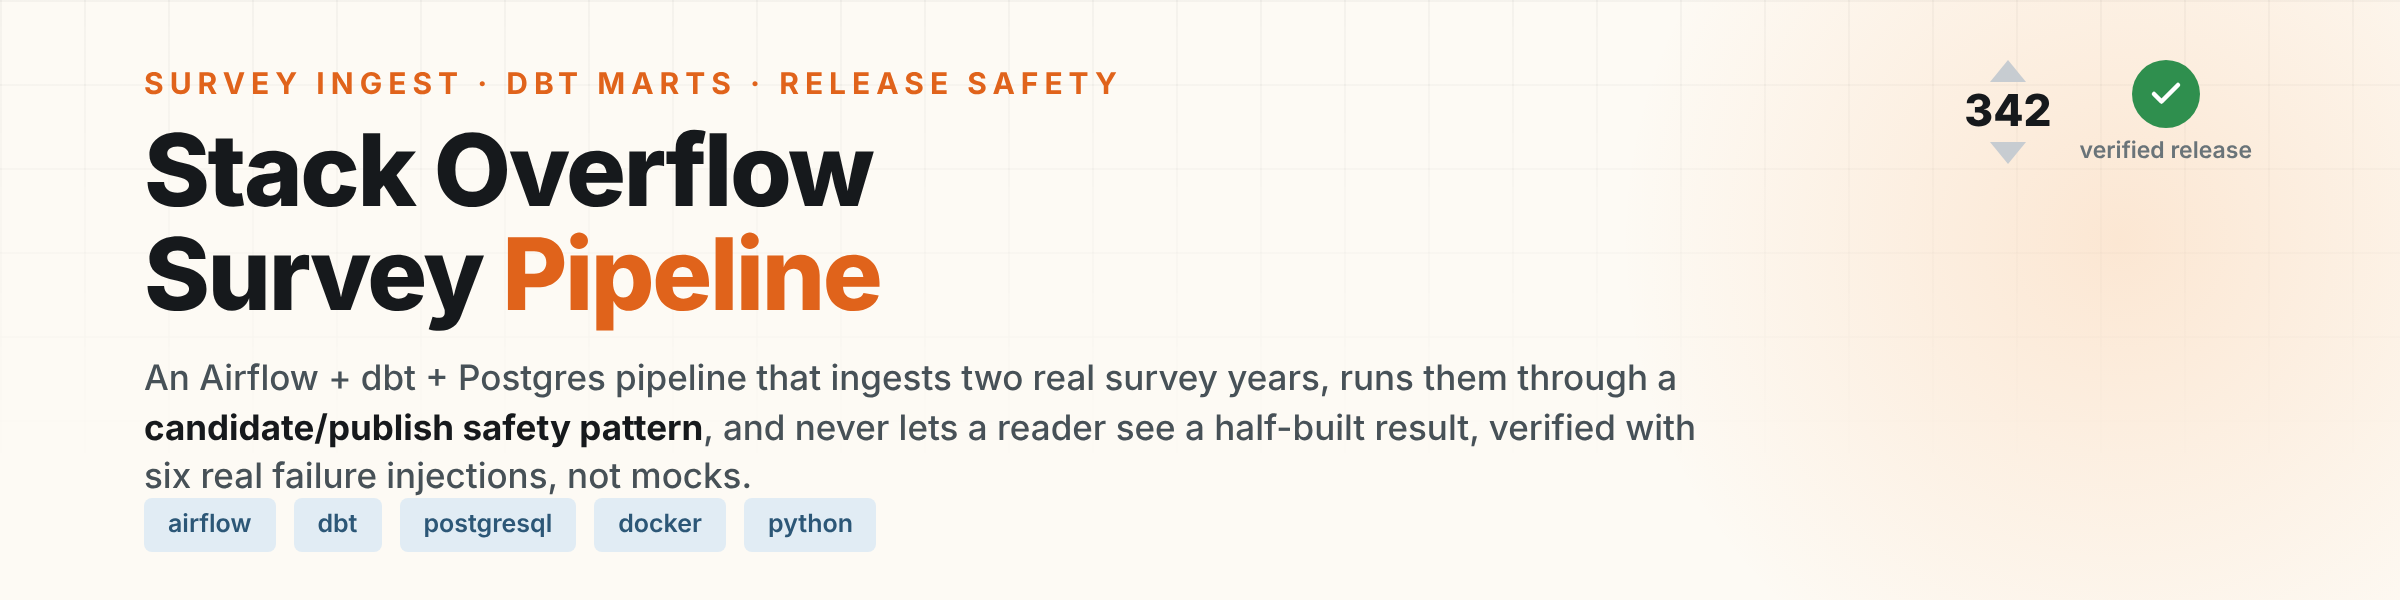 SURVEY INGEST · DBT MARTS · RELEASE SAFETY
Stack Overflow
Survey Pipeline
An Airflow + dbt + Postgres pipeline that ingests two real survey years, runs them through a
candidate/publish safety pattern, and never lets a reader see a half-built result, verified with
six real failure injections, not mocks.
airflow dbt postgresql docker python
342
verified release